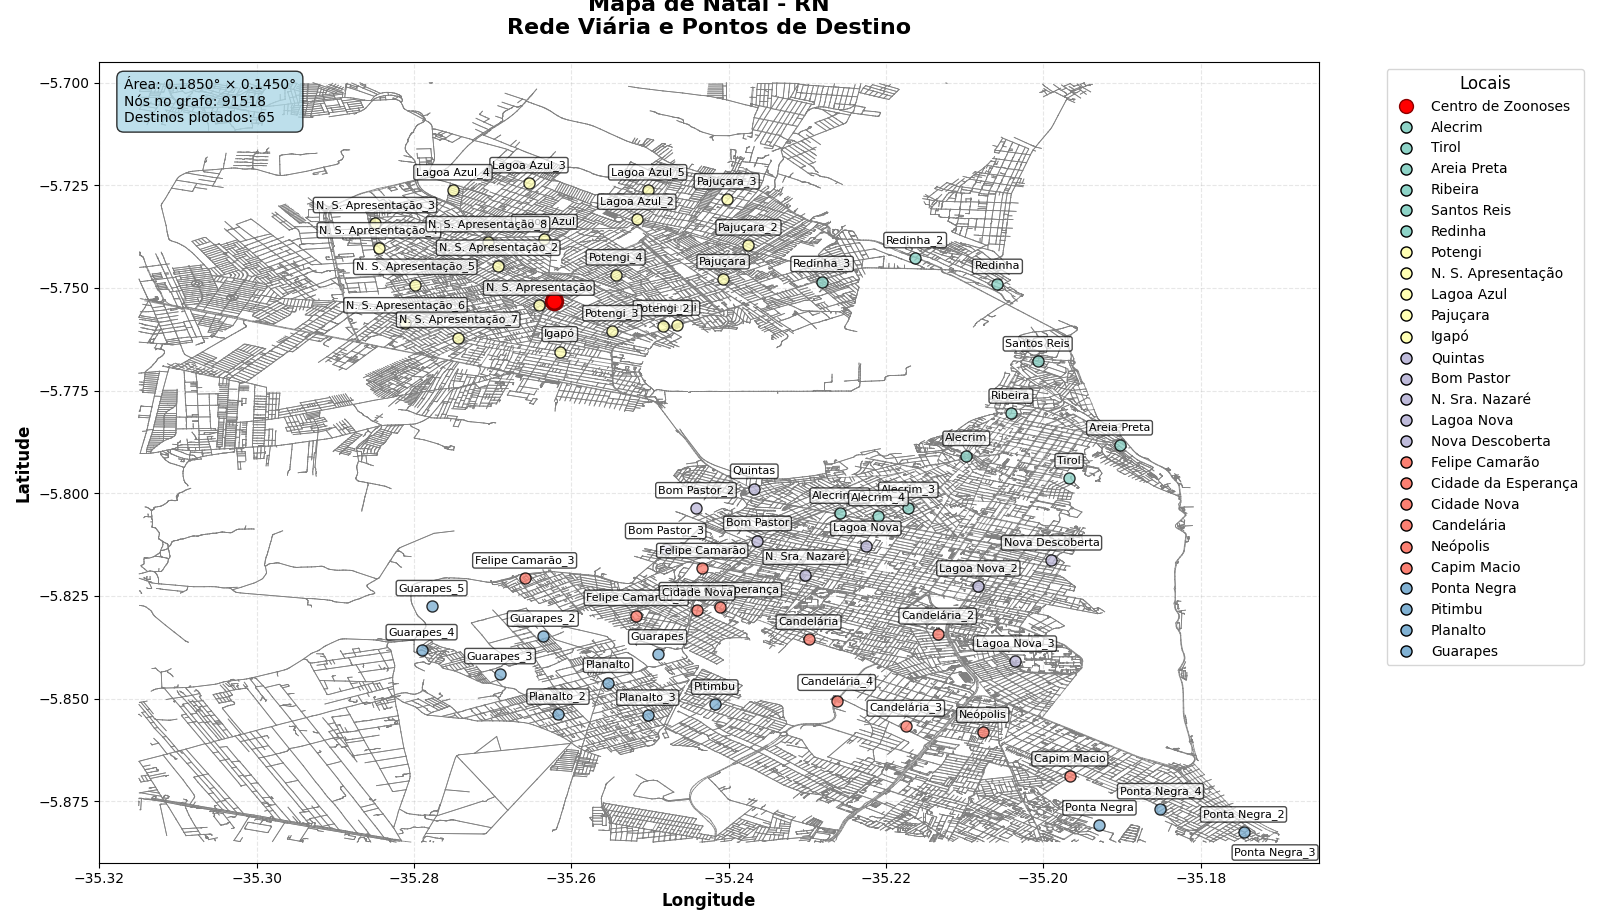 Mapa de Natal - RN
Rede Viária e Pontos de Destino
Área: 0.1850° × 0.1450°
Nós no grafo: 91518
Destinos plotados: 65
Latitude
−5.700
−5.725
−5.750
−5.775
−5.800
−5.825
−5.850
−5.875
Lagoa Azul_4
Lagoa Azul_3
Lagoa Azul_5
Pajuçara_3
Lagoa Azul_2
N. S. Apresentação_3
N. S. Apresentação
N. S. Apresentação_8
Azul
Pajuçara_2
N. S. Apresentação_2
Redinha_2
Potengi_4
Pajuçara
Redinha_3
Redinha
N. S. Apresentação_5
N. S. Apresentação
N. S. Apresentação_6
N. S. Apresentação_7
Potengi_3
Potengi_2
Igapó
Santos Reis
Ribeira
Areia Preta
Alecrim
Tirol
Quintas
Bom Pastor_2
Alecrim
Alecrim_3
Alecrim_4
Bom Pastor
Bom Pastor_3
Lagoa Nova
Felipe Camarão
N. Sra. Nazaré
Nova Descoberta
Felipe Camarão_3
Lagoa Nova_2
Guarapes_5
Felipe
Cidade Nova
perança
Guarapes_2
Guarapes_4
Guarapes
Candelária
Candelária_2
Guarapes_3
Planalto
Lagoa Nova_3
Planalto_2
Planalto_3
Pitimbu
Candelária_4
Candelária_3
Neópolis
Capim Macio
Ponta Negra_4
Ponta Negra
Ponta Negra_2
Ponta Negra_3
−35.32
−35.30
−35.28
−35.26
−35.24
−35.22
−35.20
−35.18
Longitude
Locais
Centro de Zoonoses
Alecrim
Tirol
Areia Preta
Ribeira
Santos Reis
Redinha
Potengi
N. S. Apresentação
Lagoa Azul
Pajuçara
Igapó
Quintas
Bom Pastor
N. Sra. Nazaré
Lagoa Nova
Nova Descoberta
Felipe Camarão
Cidade da Esperança
Cidade Nova
Candelária
Neópolis
Capim Macio
Ponta Negra
Pitimbu
Planalto
Guarapes